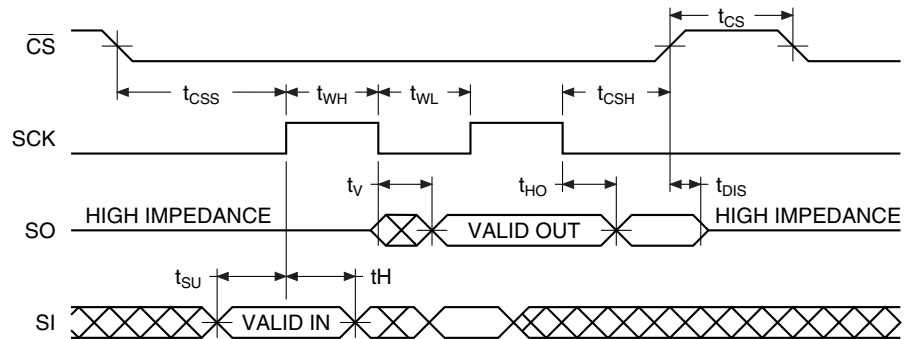 tCS
CS
tCSS tWH tWL tCSH
SCK
tV tHO tDIS
HIGH IMPEDANCE HIGH IMPEDANCE
SO VALID OUT
tSU tH
SI VALID IN